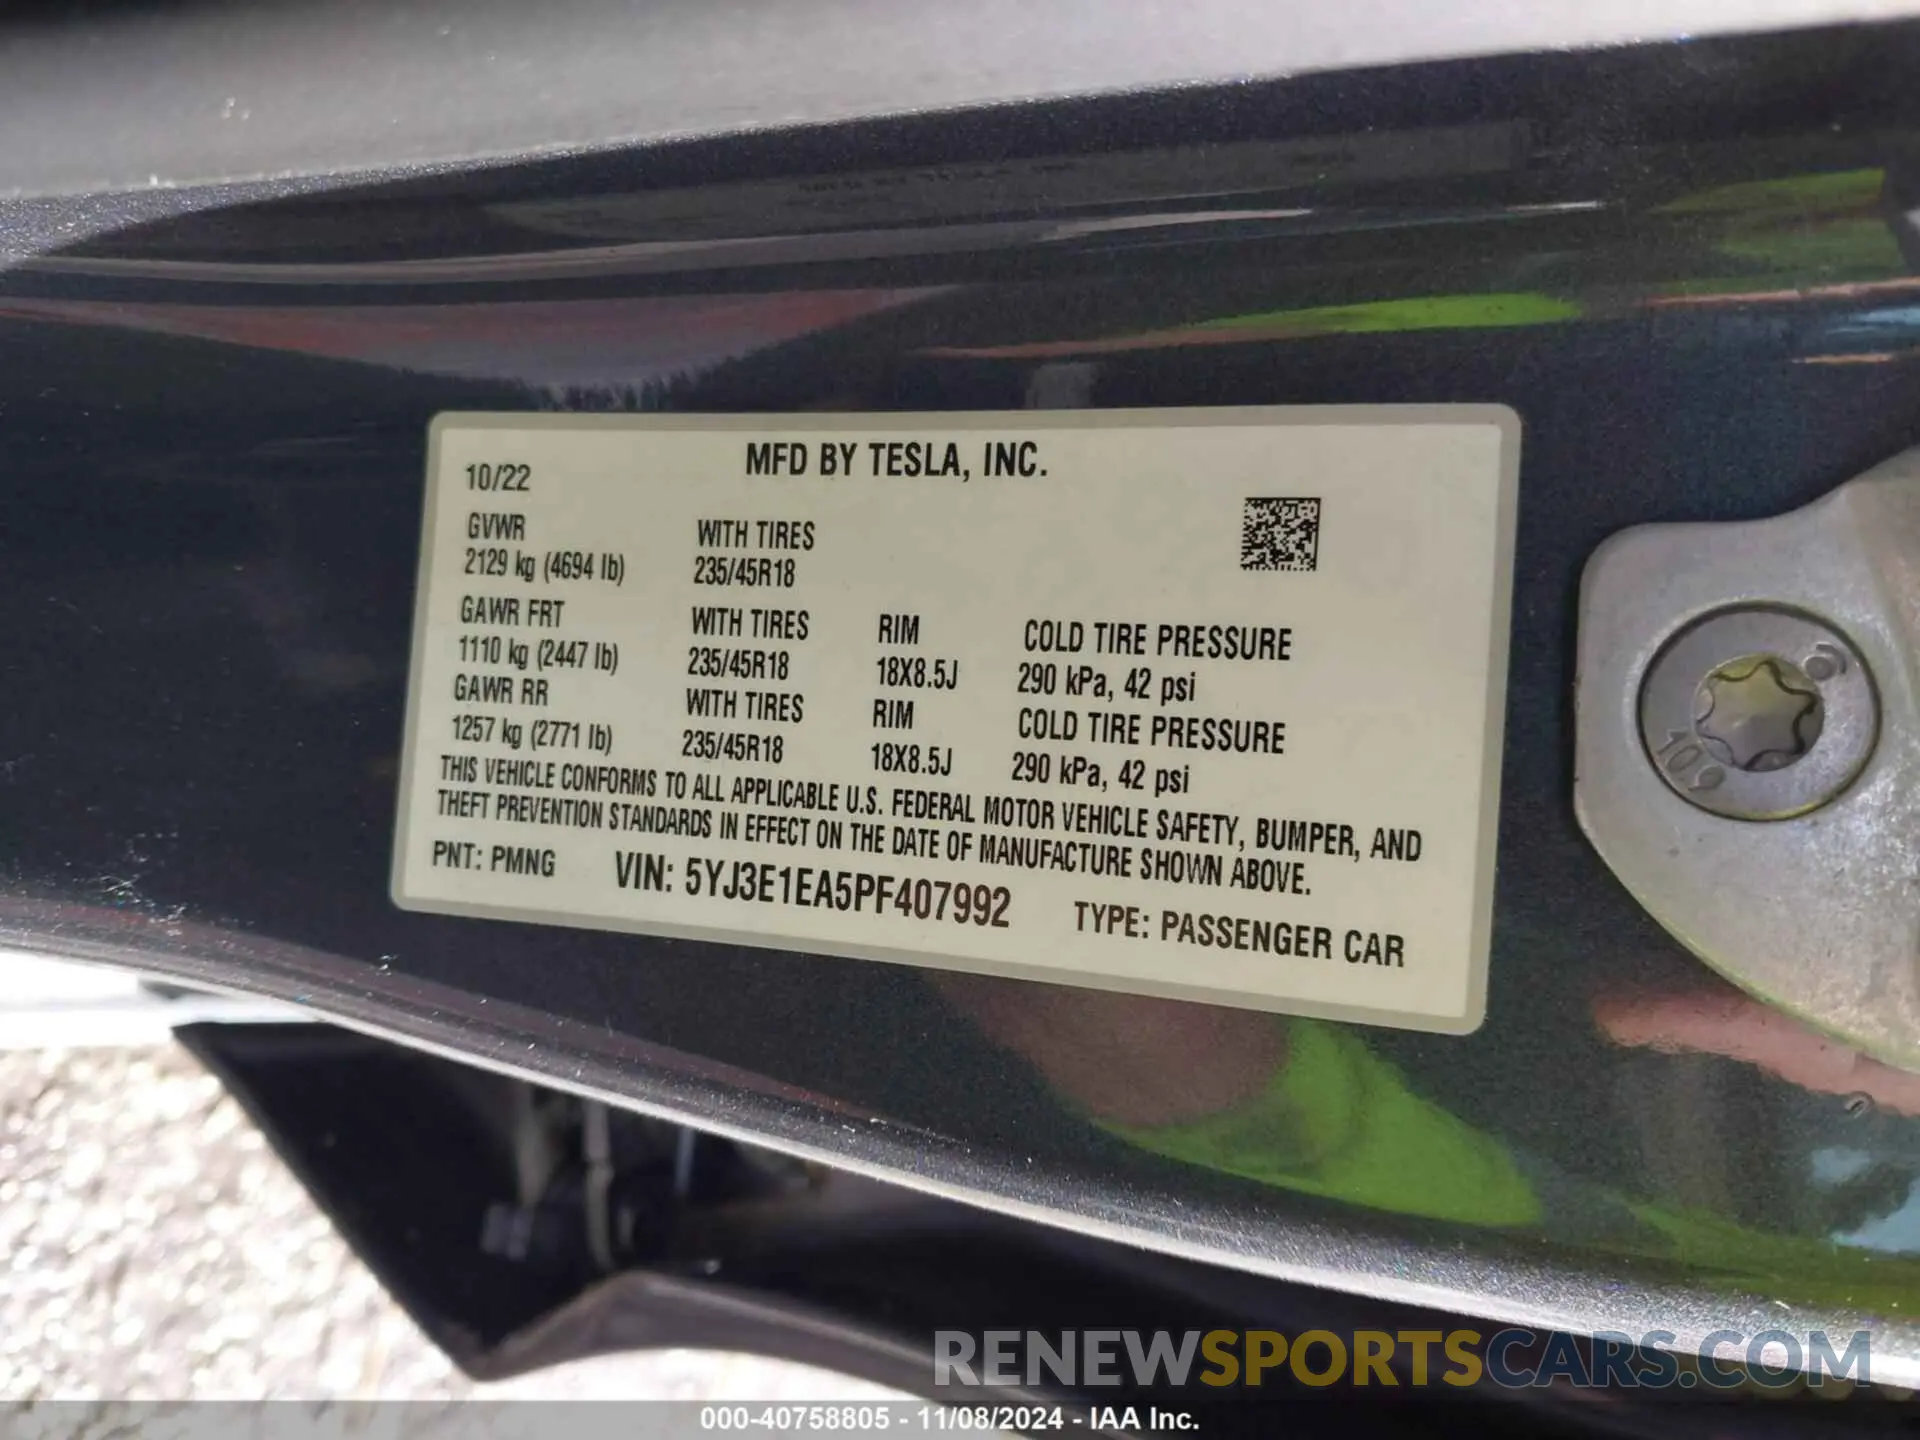 MFD BY TESLA, INC.
10/22
GVWR WITH TIRES
2129 kg (4694 lb) 235/45R18
GAWR FRT WITH TIRES RIM COLD TIRE PRESSURE
1110 kg (2447 lb) 235/45R18 18X8.5J 290 kPa, 42 psi
GAWR RR WITH TIRES RIM COLD TIRE PRESSURE
1257 kg (2771 lb) 235/45R18 18X8.5J 290 kPa, 42 psi
THIS VEHICLE CONFORMS TO ALL APPLICABLE U.S. FEDERAL MOTOR VEHICLE SAFETY, BUMPER, AND
THEFT PREVENTION STANDARDS IN EFFECT ON THE DATE OF MANUFACTURE SHOWN ABOVE.
PNT: PMNG VIN: 5YJ3E1EA5PF407992 TYPE: PASSENGER CAR
10.9
RENEWSPORTSCARS.COM
000-40758805 - 11/08/2024 - IAA Inc.